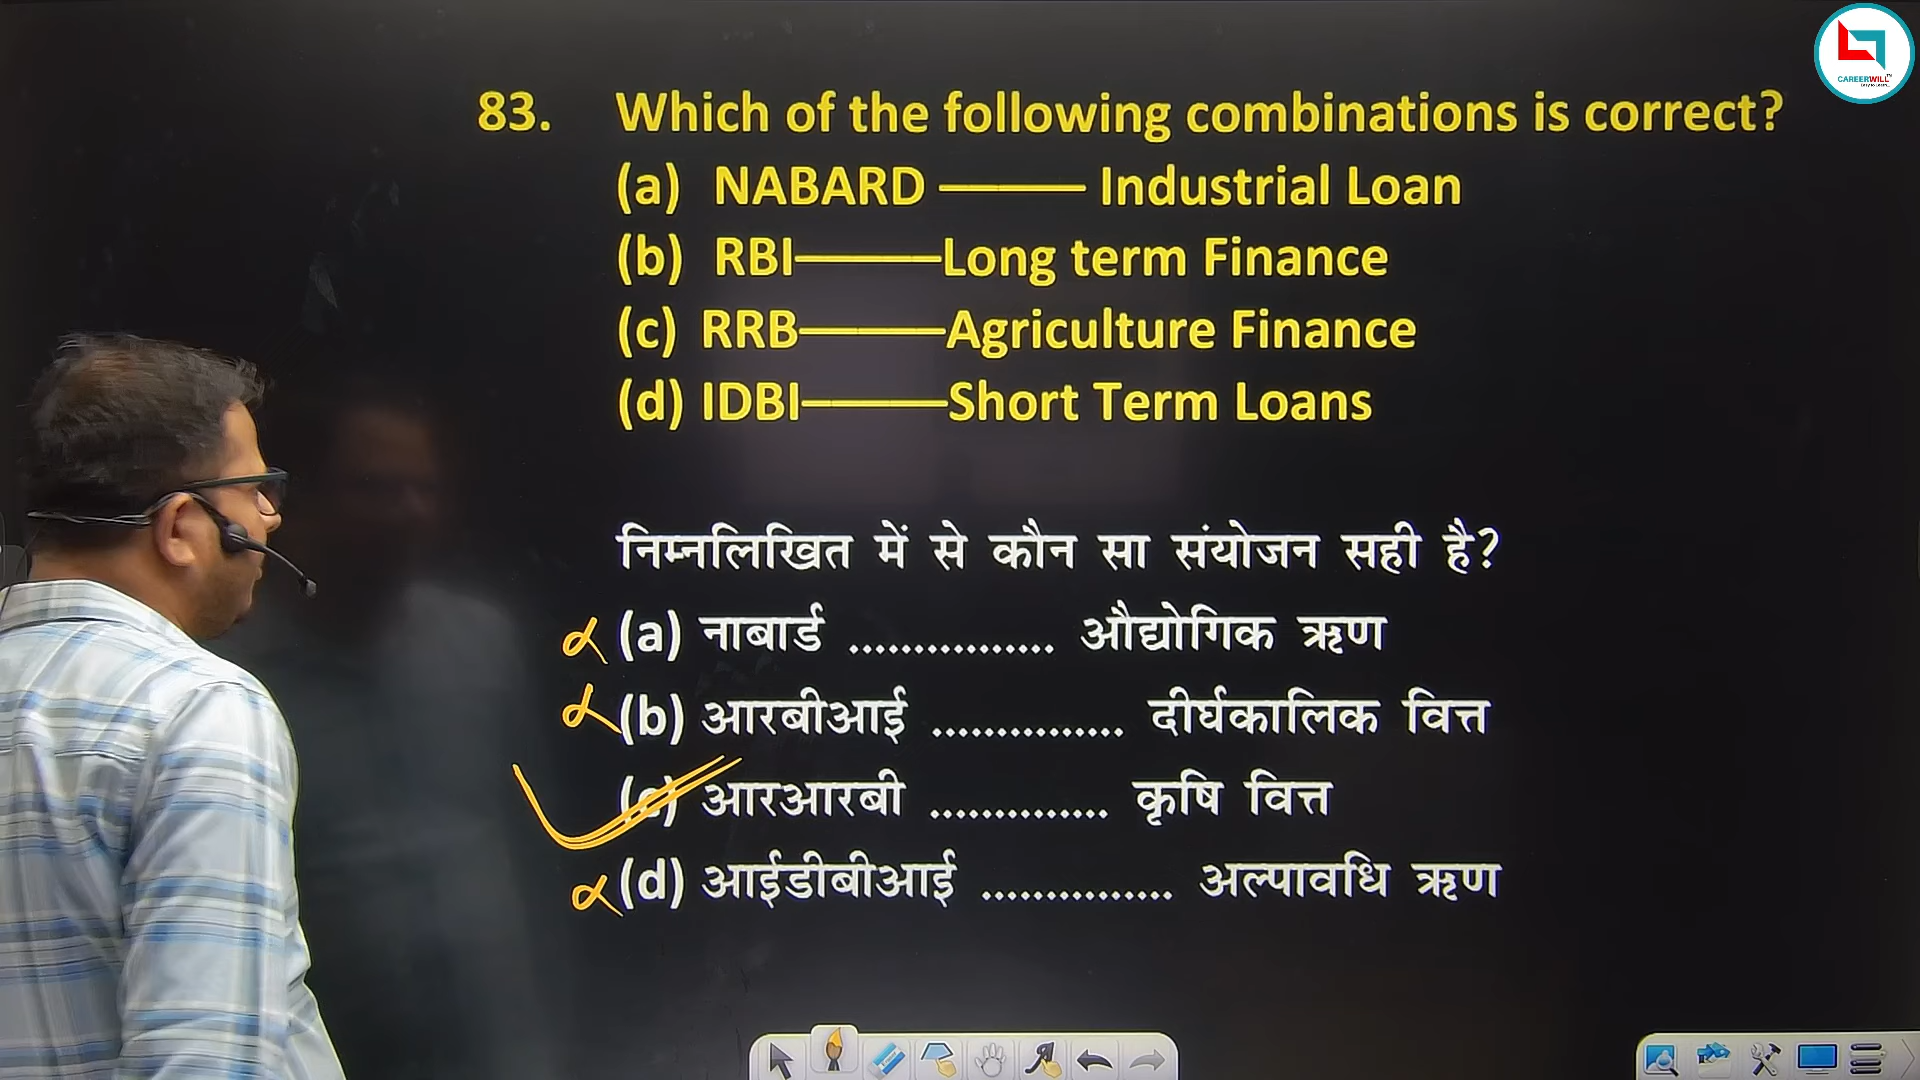 CAREERWILL
83. Which of the following combinations is correct?
(a) NABARD ——— Industrial Loan
(b) RBI———Long term Finance
(c) RRB———Agriculture Finance
(d) IDBI———Short Term Loans
निम्नलिखित में से कौन सा संयोजन सही है?
(a) नाबार्ड ................ औद्योगिक ऋण
(b) आरबीआई ............... दीर्घकालिक वित्त
(c) आरआरबी .............. कृषि वित्त
(d) आईडीबीआई ............... अल्पावधि ऋण